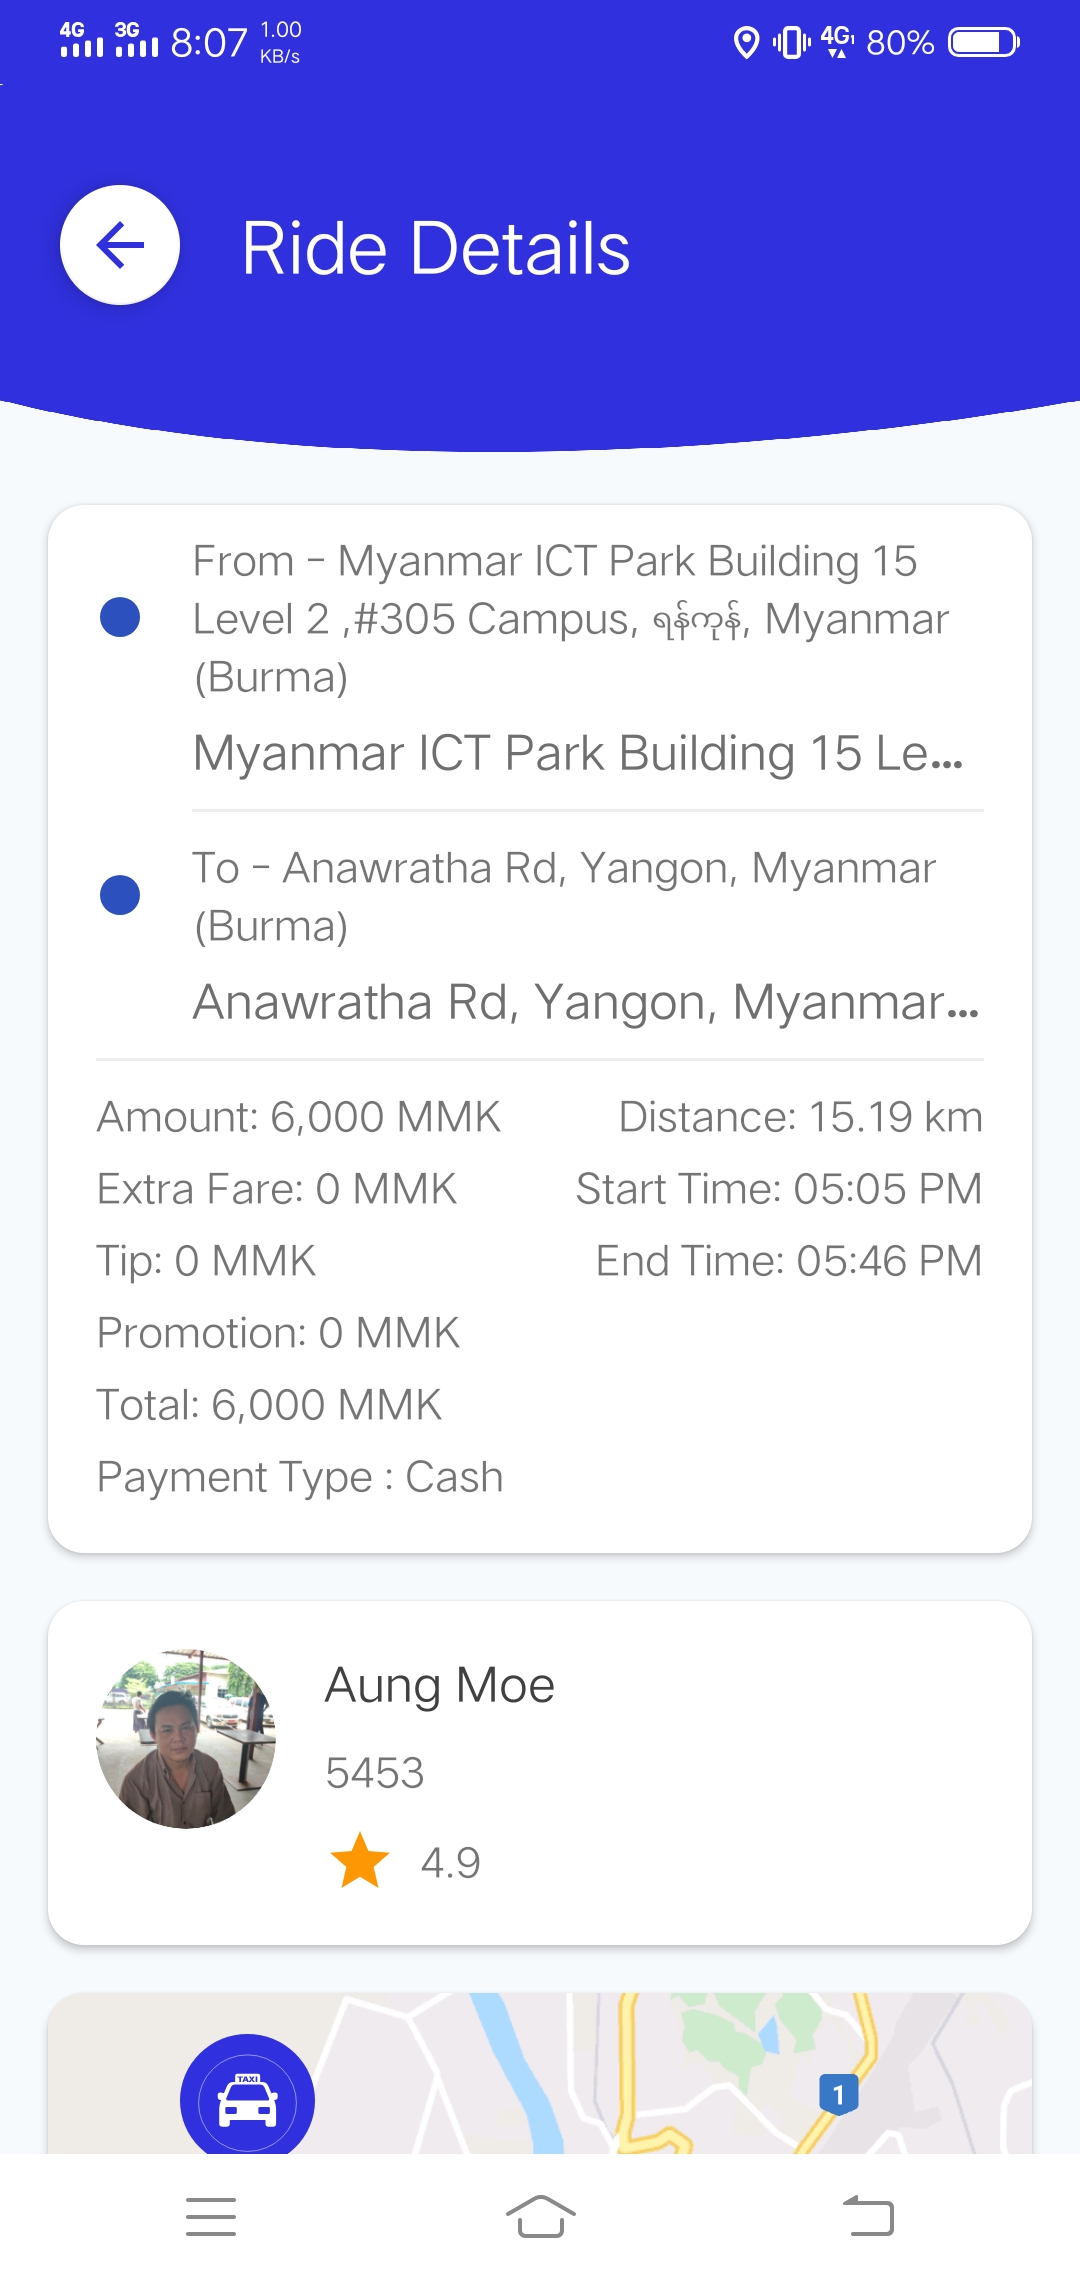 4G 3G 8:07 1.00 KB/s 4G 80%
Ride Details
From - Myanmar ICT Park Building 15
Level 2 ,#305 Campus, ရန်ကုန်, Myanmar
(Burma)
Myanmar ICT Park Building 15 Le...
To - Anawratha Rd, Yangon, Myanmar
(Burma)
Anawratha Rd, Yangon, Myanmar...
Amount: 6,000 MMK
Distance: 15.19 km
Extra Fare: 0 MMK
Start Time: 05:05 PM
Tip: 0 MMK
End Time: 05:46 PM
Promotion: 0 MMK
Total: 6,000 MMK
Payment Type : Cash
Aung Moe
5453
4.9
TAXI
1